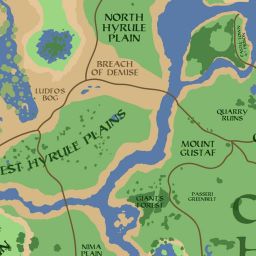 NORTH
HYRULE
PLAIN
BREACH
OF DEMISE
LUDFO'S
BOG
QUARRY
RUINS
EST HYRULE PLAINS
MOUNT
GUSTAF
GIANT'S
FOREST
PASSERI
GREENBELT
NIMA
PLAIN